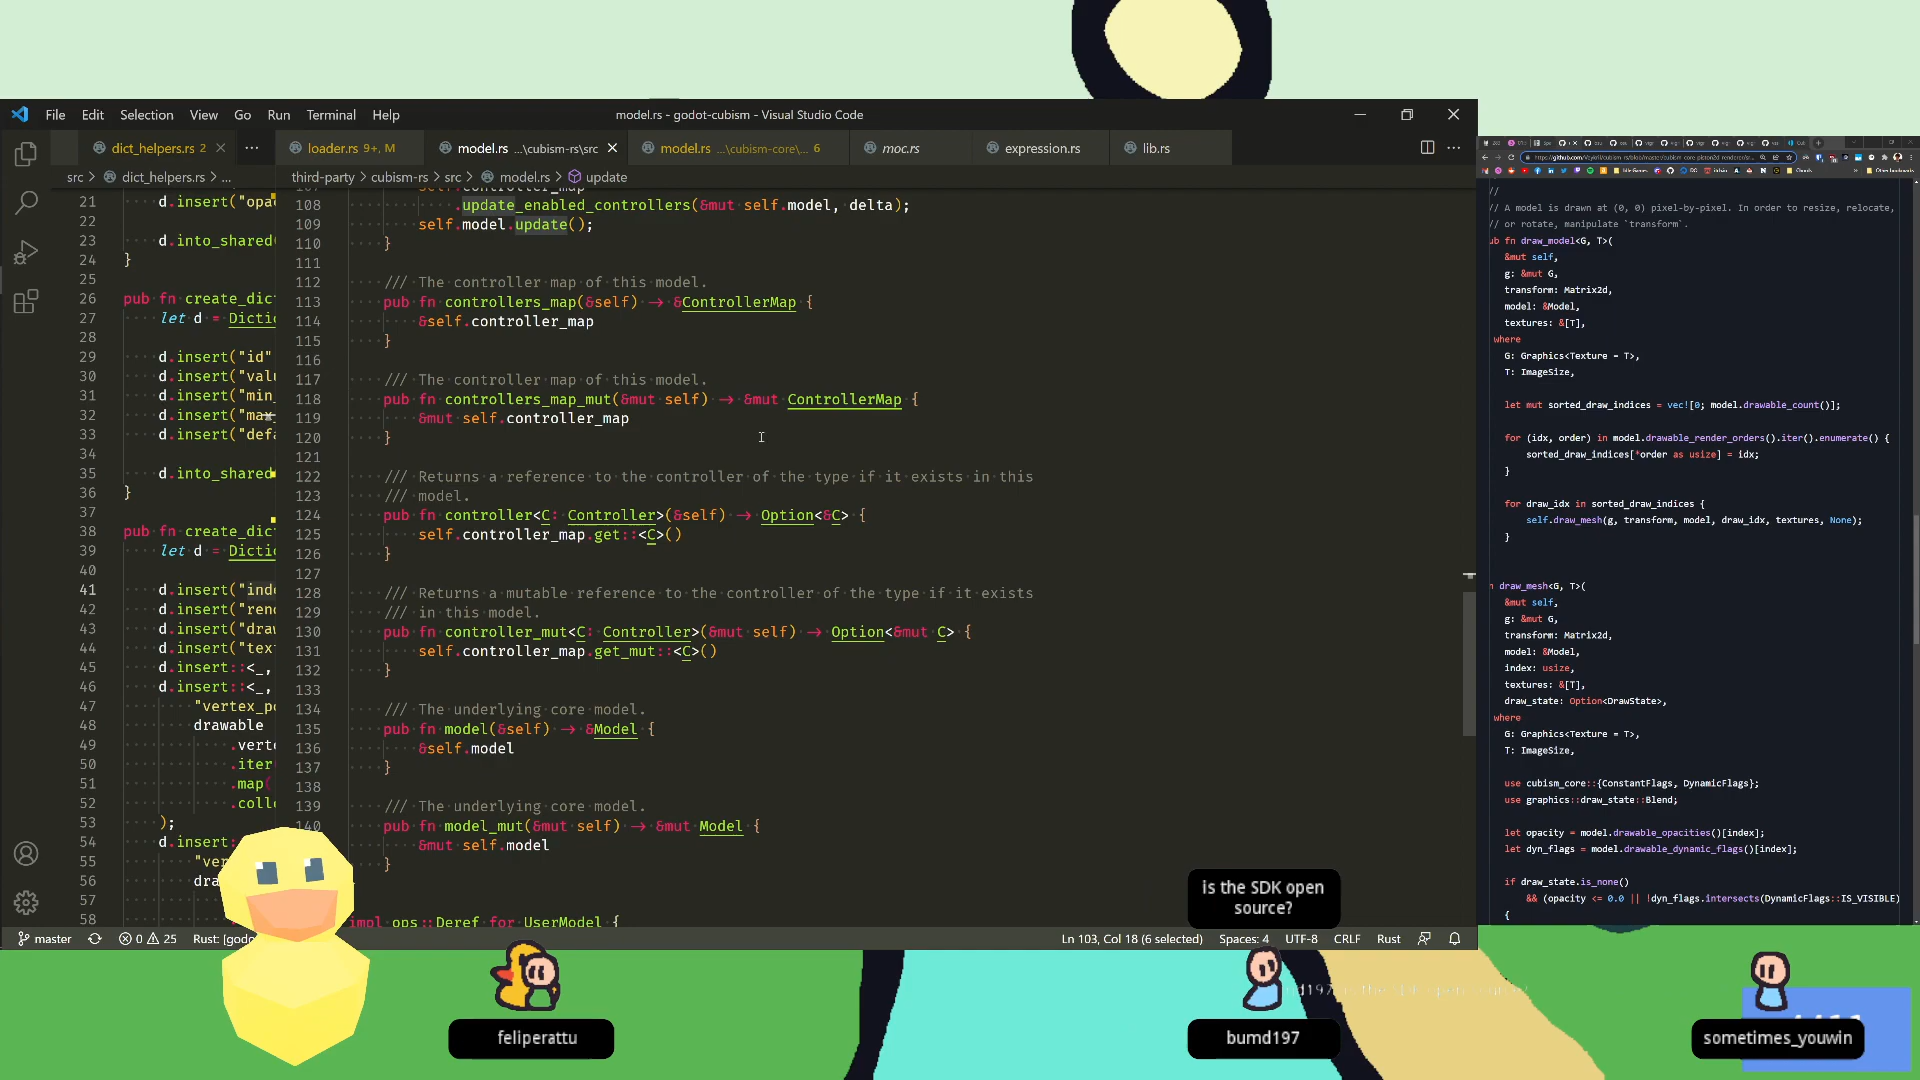 File Edit Selection View Go Run Terminal Help
model.rs - godot-cubism - Visual Studio Code
dict_helpers.rs 2
loader.rs 9+, M
model.rs ...\cubism-rs\src
model.rs ...\cubism-core\... 6
moc.rs
expression.rs
lib.rs
src > dict_helpers.rs > ...
21 d.insert("opa
22
23 d.into_shared(
24 }
25
26 pub fn create_dic
27 let d = Dictio
28
29 d.insert("id"
30 d.insert("valu
31 d.insert("min_
32 d.insert("max_
33 d.insert("defa
34
35 d.into_shared
36 }
37
38 pub fn create_dic
39 let d = Dictio
40
41 d.insert("inde
42 d.insert("rend
43 d.insert("draw
44 d.insert("text
45 d.insert::<_,
46 d.insert::<_,
47 "vertex_po
48 drawable
49 .verte
50 .iter
51 .map(
52 .colle
53 );
54 d.insert:
55 "ver
56 dra
57
58
third-party > cubism-rs > src > model.rs > update
108 .update_enabled_controllers(&mut self.model, delta);
109 self.model.update();
110 }
111
112 /// The controller map of this model.
113 pub fn controllers_map(&self) → &ControllerMap {
114 &self.controller_map
115 }
116
117 /// The controller map of this model.
118 pub fn controllers_map_mut(&mut self) → &mut ControllerMap {
119 &mut self.controller_map
120 }
121
122 /// Returns a reference to the controller of the type if it exists in this
123 /// model.
124 pub fn controller<C: Controller>(&self) → Option<&C> {
125 self.controller_map.get::<C>()
126 }
127
128 /// Returns a mutable reference to the controller of the type if it exists
129 /// in this model.
130 pub fn controller_mut<C: Controller>(&mut self) → Option<&mut C> {
131 self.controller_map.get_mut::<C>()
132 }
133
134 /// The underlying core model.
135 pub fn model(&self) → &Model {
136 &self.model
137 }
138
139 /// The underlying core model.
140 pub fn model_mut(&mut self) → &mut Model {
&mut self.model
}
impl ops::Deref for UserModel {
master
0 25
Rust: [godo
Ln 103, Col 18 (6 selected)
Spaces: 4
UTF-8
CRLF
Rust
//
// A model is drawn at (0, 0) pixel-by-pixel. In order to resize, relocate,
// or rotate, manipulate `transform`.
ub fn draw_model<G, T>(
&mut self,
g: &mut G,
transform: Matrix2d,
model: &Model,
textures: &[T],
where
G: Graphics<Texture = T>,
T: ImageSize,
let mut sorted_draw_indices = vec![0; model.drawable_count()];
for (idx, order) in model.drawable_render_orders().iter().enumerate() {
sorted_draw_indices[*order as usize] = idx;
}
for draw_idx in sorted_draw_indices {
self.draw_mesh(g, transform, model, draw_idx, textures, None);
}
n draw_mesh<G, T>(
&mut self,
g: &mut G,
transform: Matrix2d,
model: &Model,
index: usize,
textures: &[T],
draw_state: Option<DrawState>,
where
G: Graphics<Texture = T>,
T: ImageSize,
use cubism_core::{ConstantFlags, DynamicFlags};
use graphics::draw_state::Blend;
let opacity = model.drawable_opacities()[index];
let dyn_flags = model.drawable_dynamic_flags()[index];
if draw_state.is_none()
&& (opacity <= 0.0 || !dyn_flags.intersects(DynamicFlags::IS_VISIBLE)
{
is the SDK open
source?
feliperattu
bumd197
sometimes_youwin